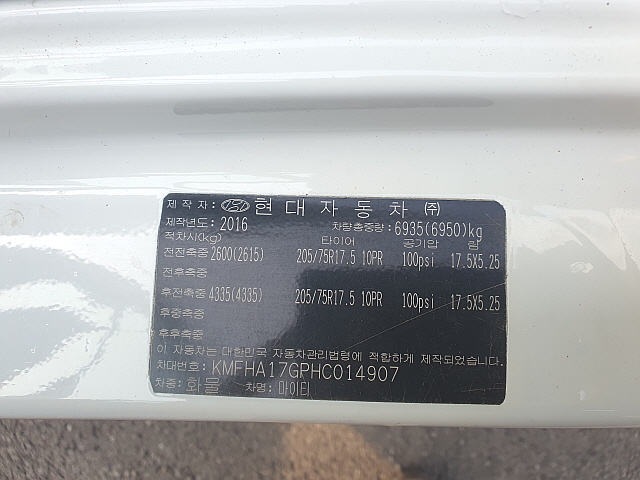 제작자: 현대자동차 ㈜
제작년도: 2016 차량총중량: 6935(6950)kg
적차시(kg) 타이어 공기압 림
전전축중 2600(2615) 205/75R17.5 10PR 100psi 17.5X5.25
전후축중
후전축중 4335(4335) 205/75R17.5 10PR 100psi 17.5X5.25
후중축중
후후축중
이 자동차는 대한민국 자동차관리법령에 적합하게 제작되었습니다.
차대번호: KMFHA17GPHC014907
차종: 화물 차명: 마이티